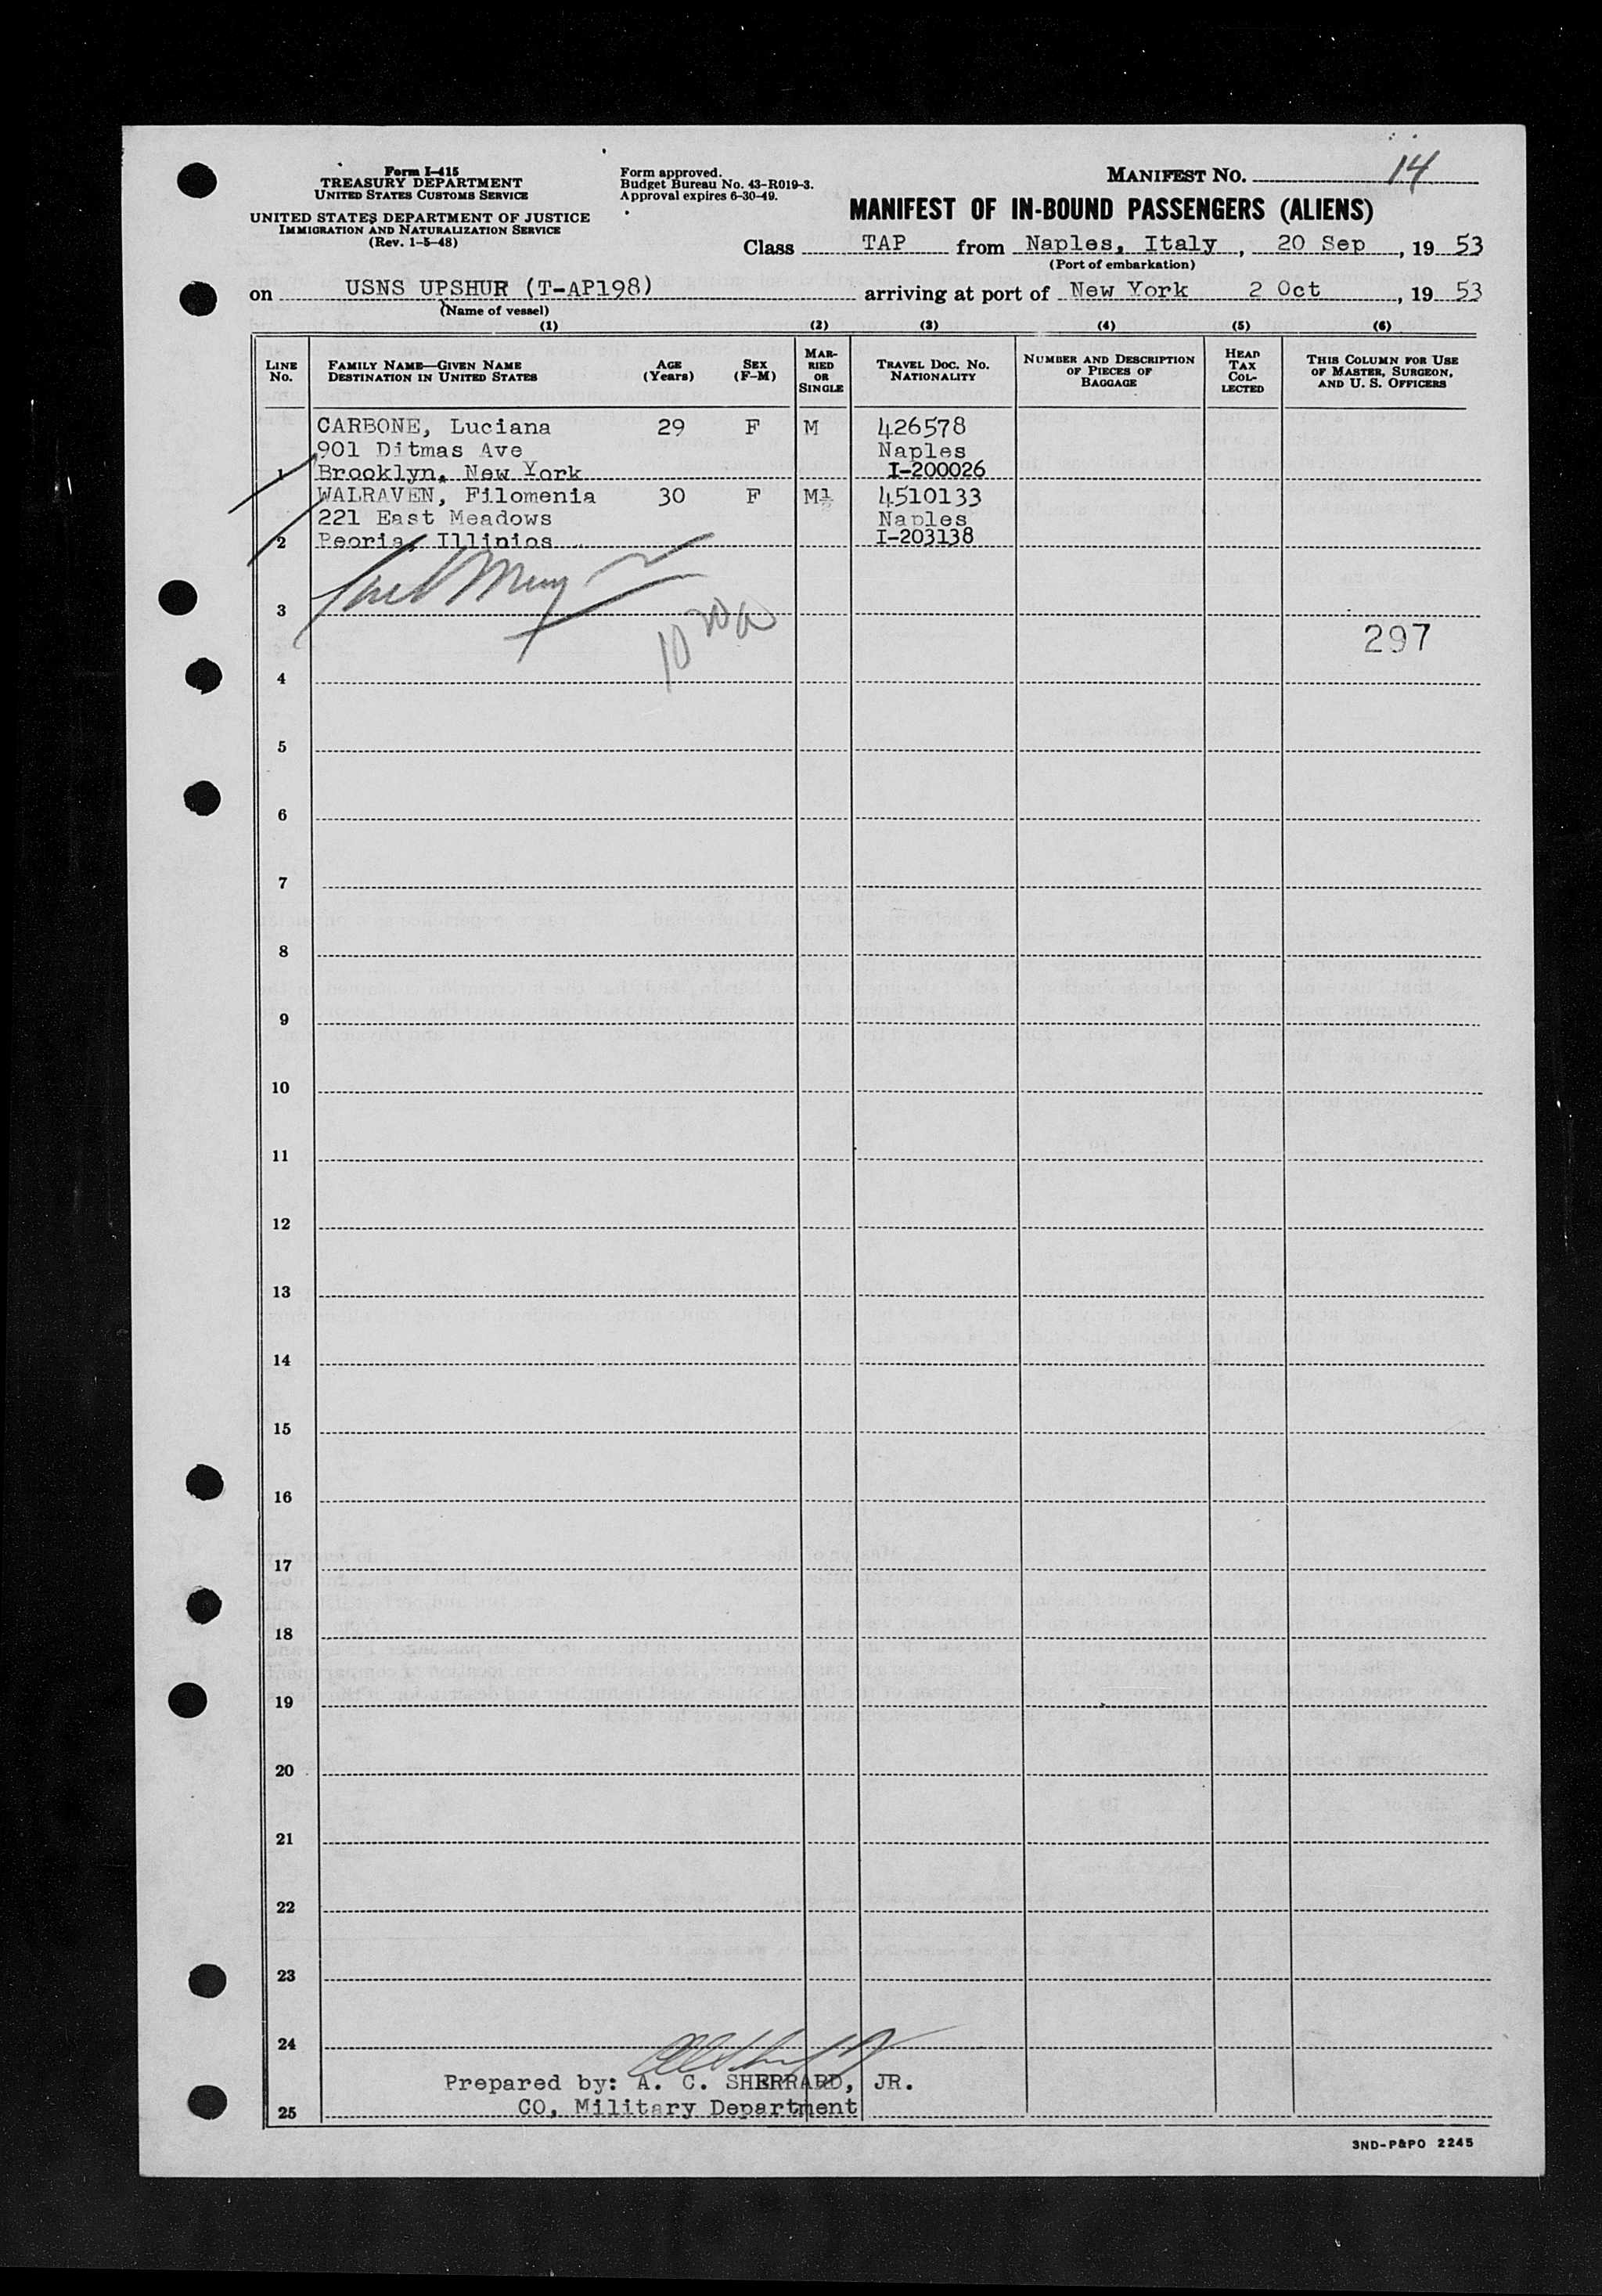 Form I-415
TREASURY DEPARTMENT
UNITED STATES CUSTOMS SERVICE
UNITED STATES DEPARTMENT OF JUSTICE
IMMIGRATION AND NATURALIZATION SERVICE
(Rev. 1-5-48)
Form approved.
Budget Bureau No. 43-R019-3.
Approval expires 6-30-49.
MANIFEST NO. 14
MANIFEST OF IN-BOUND PASSENGERS (ALIENS)
Class TAP from Naples, Italy, 20 Sep, 19 53
(Port of embarkation)
on USNS UPSHUR (T-AP198) arriving at port of New York 2 Oct, 19 53
(Name of vessel)
(1) (2) (3) (4) (5) (6)
LINE No. FAMILY NAME—GIVEN NAME DESTINATION IN UNITED STATES AGE (Years) SEX (F-M) MARRIED OR SINGLE TRAVEL DOC. NO. NATIONALITY NUMBER AND DESCRIPTION OF PIECES OF BAGGAGE HEAD TAX COLLECTED THIS COLUMN FOR USE OF MASTER, SURGEON, AND U. S. OFFICERS
CARBONE, Luciana 29 F M 426578
901 Ditmas Ave Naples
1 Brooklyn, New York I-200026
WALRAVEN, Filomenia 30 F M 4510133
221 East Meadows Naples
2 Peoria, Illinios I-203138
3
297
4
5
6
7
8
9
10
11
12
13
14
15
16
17
18
19
20
21
22
23
24
Prepared by: A. C. SHERRARD, JR.
25 CO, Military Department
3ND-P&PO 2245